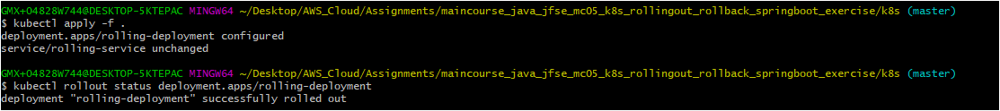 GMX+04828W744@DESKTOP-5KTEPAC MINGW64 ~/Desktop/AWS_Cloud/Assignments/maincourse_java_jfse_mc05_k8s_rollingout_rollback_springboot_exercise/k8s (master)
$ kubectl apply -f .
deployment.apps/rolling-deployment configured
service/rolling-service unchanged
GMX+04828W744@DESKTOP-5KTEPAC MINGW64 ~/Desktop/AWS_Cloud/Assignments/maincourse_java_jfse_mc05_k8s_rollingout_rollback_springboot_exercise/k8s (master)
$ kubectl rollout status deployment.apps/rolling-deployment
deployment "rolling-deployment" successfully rolled out